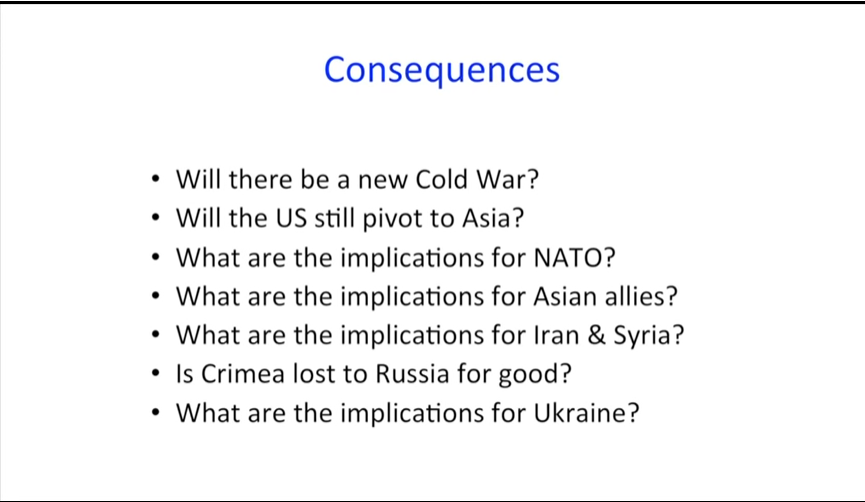 Consequences
• Will there be a new Cold War?
• Will the US still pivot to Asia?
• What are the implications for NATO?
• What are the implications for Asian allies?
• What are the implications for Iran & Syria?
• Is Crimea lost to Russia for good?
• What are the implications for Ukraine?